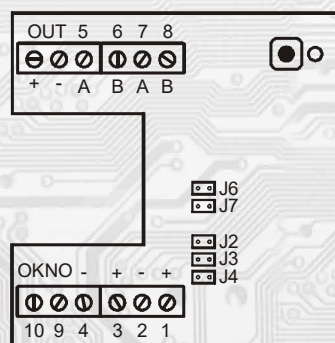 OUT 5 6 7 8
+ - A B A B
J6
J7
J2
J3
J4
OKNO - + - +
10 9 4 3 2 1